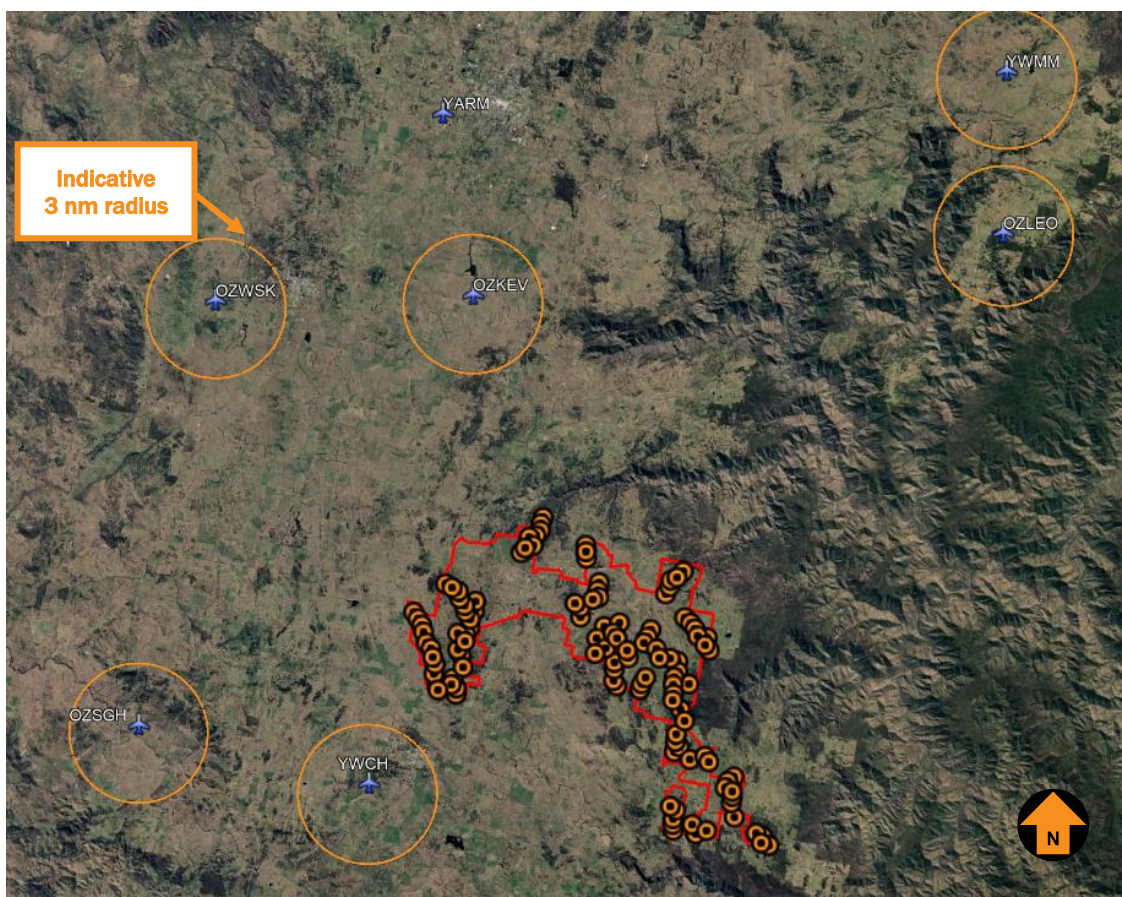 YWMM
YARM
Indicative
3 nm radius
OZLEO
OZWSK
OZKEV
OZSGH
YWCH
N